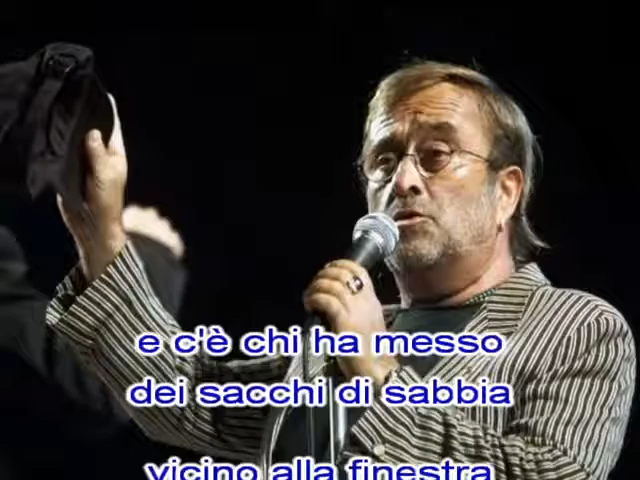 e c'è chi ha messo
dei sacchi di sabbia
vicino alla finestra